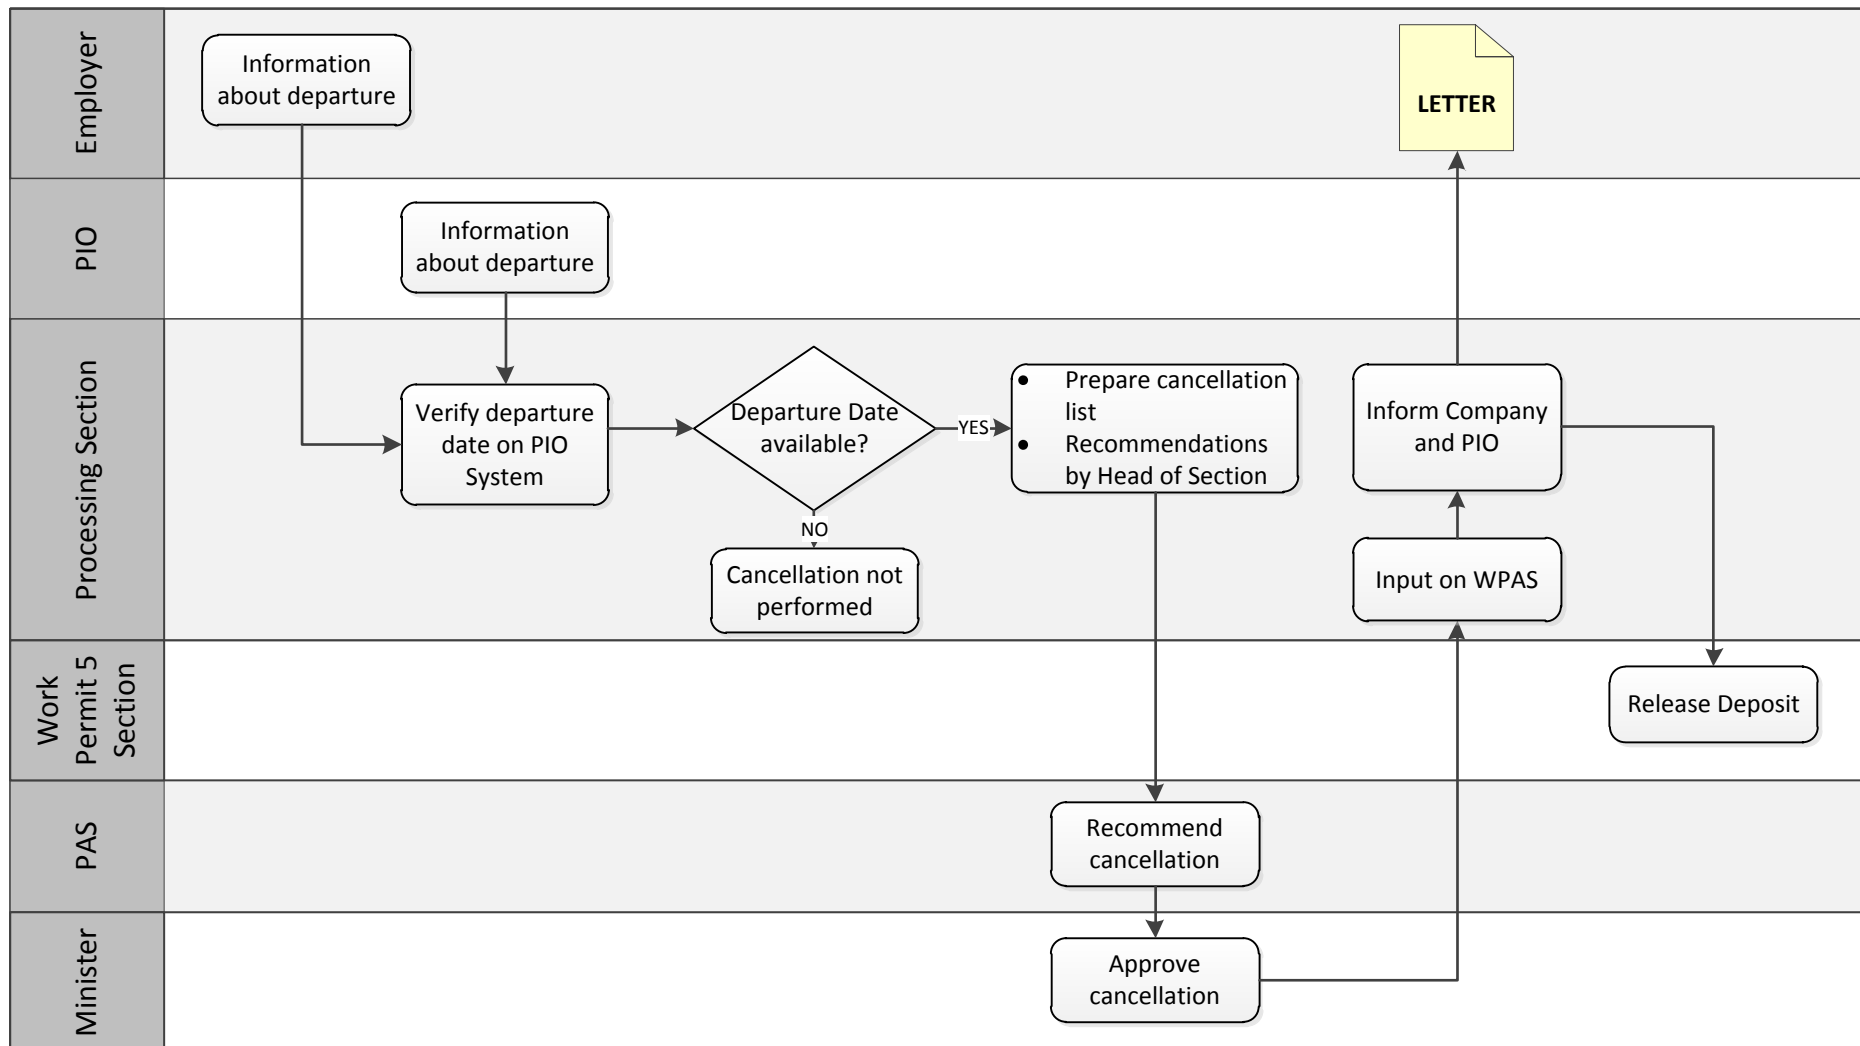 Employer
Information
about departure
LETTER
PIO
Information
about departure
Processing Section
Verify departure
date on PIO
System
Departure Date
available?
YES
NO
Cancellation not
performed
• Prepare cancellation
list
• Recommendations
by Head of Section
Inform Company
and PIO
Input on WPAS
Work
Permit 5
Section
Release Deposit
PAS
Recommend
cancellation
Minister
Approve
cancellation